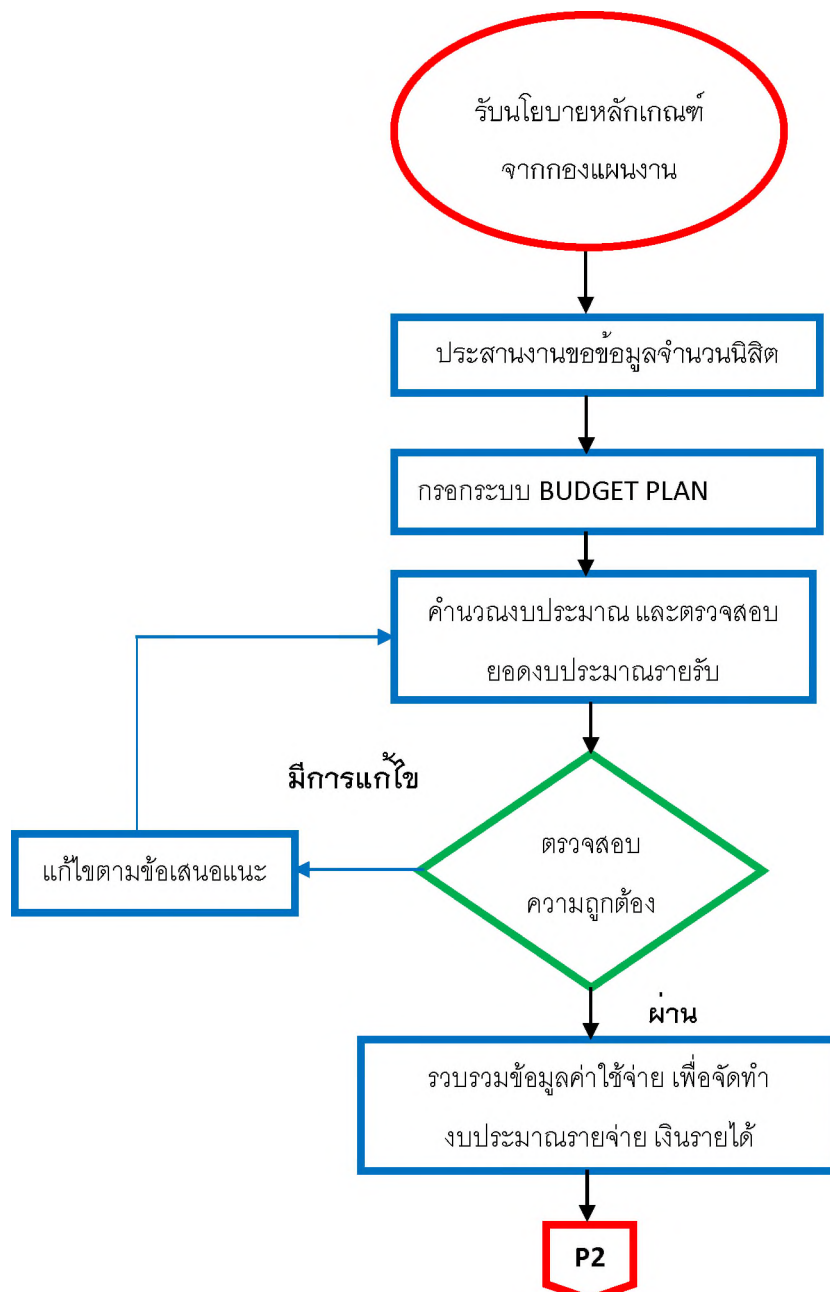 รับนโยบายหลักเกณฑ์
จากกองแผนงาน
ประสานงานขอข้อมูลจำนวนนิสิต
กรอกระบบ BUDGET PLAN
คำนวณงบประมาณ และตรวจสอบ
ยอดงบประมาณรายรับ
มีการแก้ไข
ตรวจสอบ
ความถูกต้อง
แก้ไขตามข้อเสนอแนะ
ผ่าน
รวบรวมข้อมูลค่าใช้จ่าย เพื่อจัดทำ
งบประมาณรายจ่าย เงินรายได้
P2